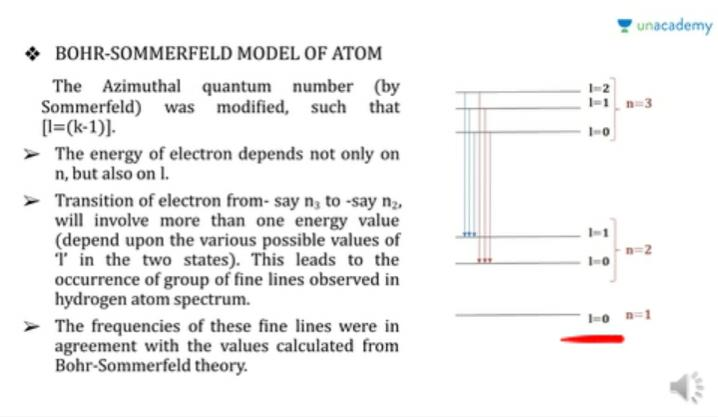 unacademy
❖ BOHR-SOMMERFELD MODEL OF ATOM
The Azimuthal quantum number (by
Sommerfeld) was modified, such that
[l=(k-1)].
➢ The energy of electron depends not only on
n, but also on l.
➢ Transition of electron from- say n₃ to -say n₂,
will involve more than one energy value
(depend upon the various possible values of
'l' in the two states). This leads to the
occurrence of group of fine lines observed in
hydrogen atom spectrum.
➢ The frequencies of these fine lines were in
agreement with the values calculated from
Bohr-Sommerfeld theory.
l=2
l=1 n=3
l=0
l=1
n=2
l=0
l=0 n=1